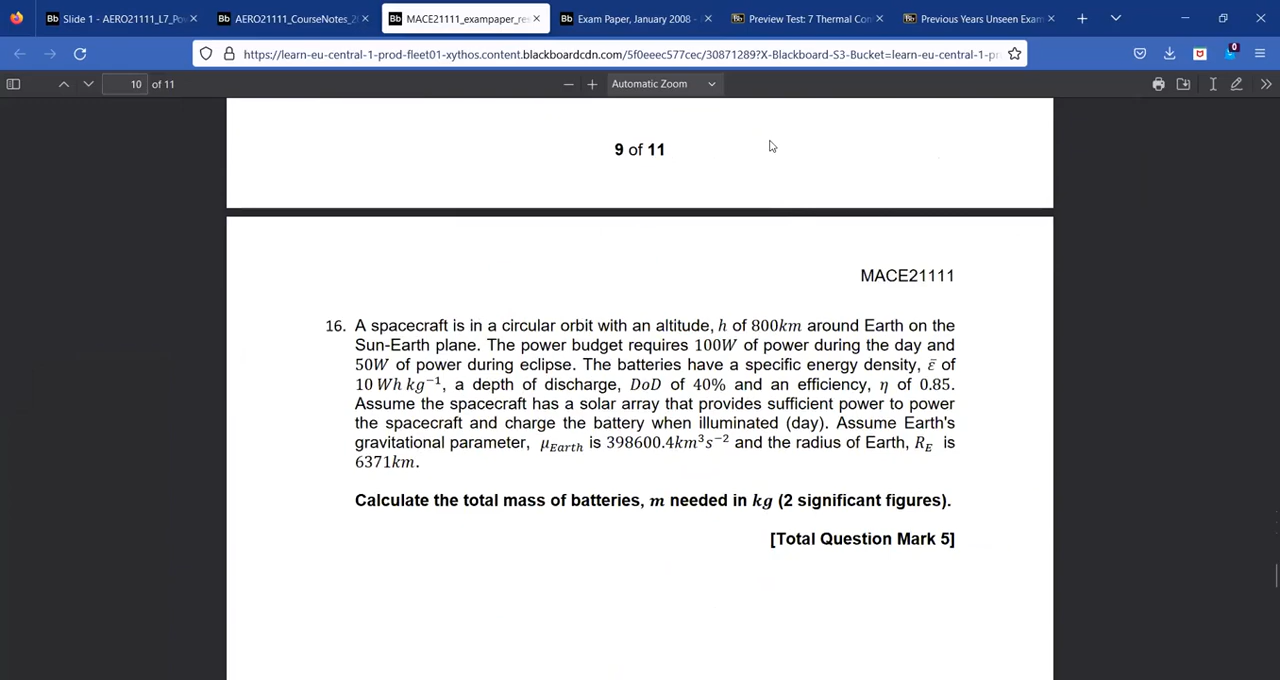 Slide 1 - AERO21111_L7_Po
AERO21111_CourseNotes_2
MACE21111_exampaper_res
Exam Paper, January 2008 -
Preview Test: 7 Thermal Con
Previous Years Unseen Exam
https://learn-eu-central-1-prod-fleet01-xythos.content.blackboardcdn.com/5f0eeec577cec/30871289?X-Blackboard-S3-Bucket=learn-eu-central-1-pr
0
10 of 11
Automatic Zoom
9 of 11
MACE21111
16. A spacecraft is in a circular orbit with an altitude, h of 800km around Earth on the
Sun-Earth plane. The power budget requires 100W of power during the day and
50W of power during eclipse. The batteries have a specific energy density, ε̄ of
10 Wh kg⁻¹, a depth of discharge, DoD of 40% and an efficiency, η of 0.85.
Assume the spacecraft has a solar array that provides sufficient power to power
the spacecraft and charge the battery when illuminated (day). Assume Earth's
gravitational parameter, μ_Earth is 398600.4km³s⁻² and the radius of Earth, R_E is
6371km.
Calculate the total mass of batteries, m needed in kg (2 significant figures).
[Total Question Mark 5]